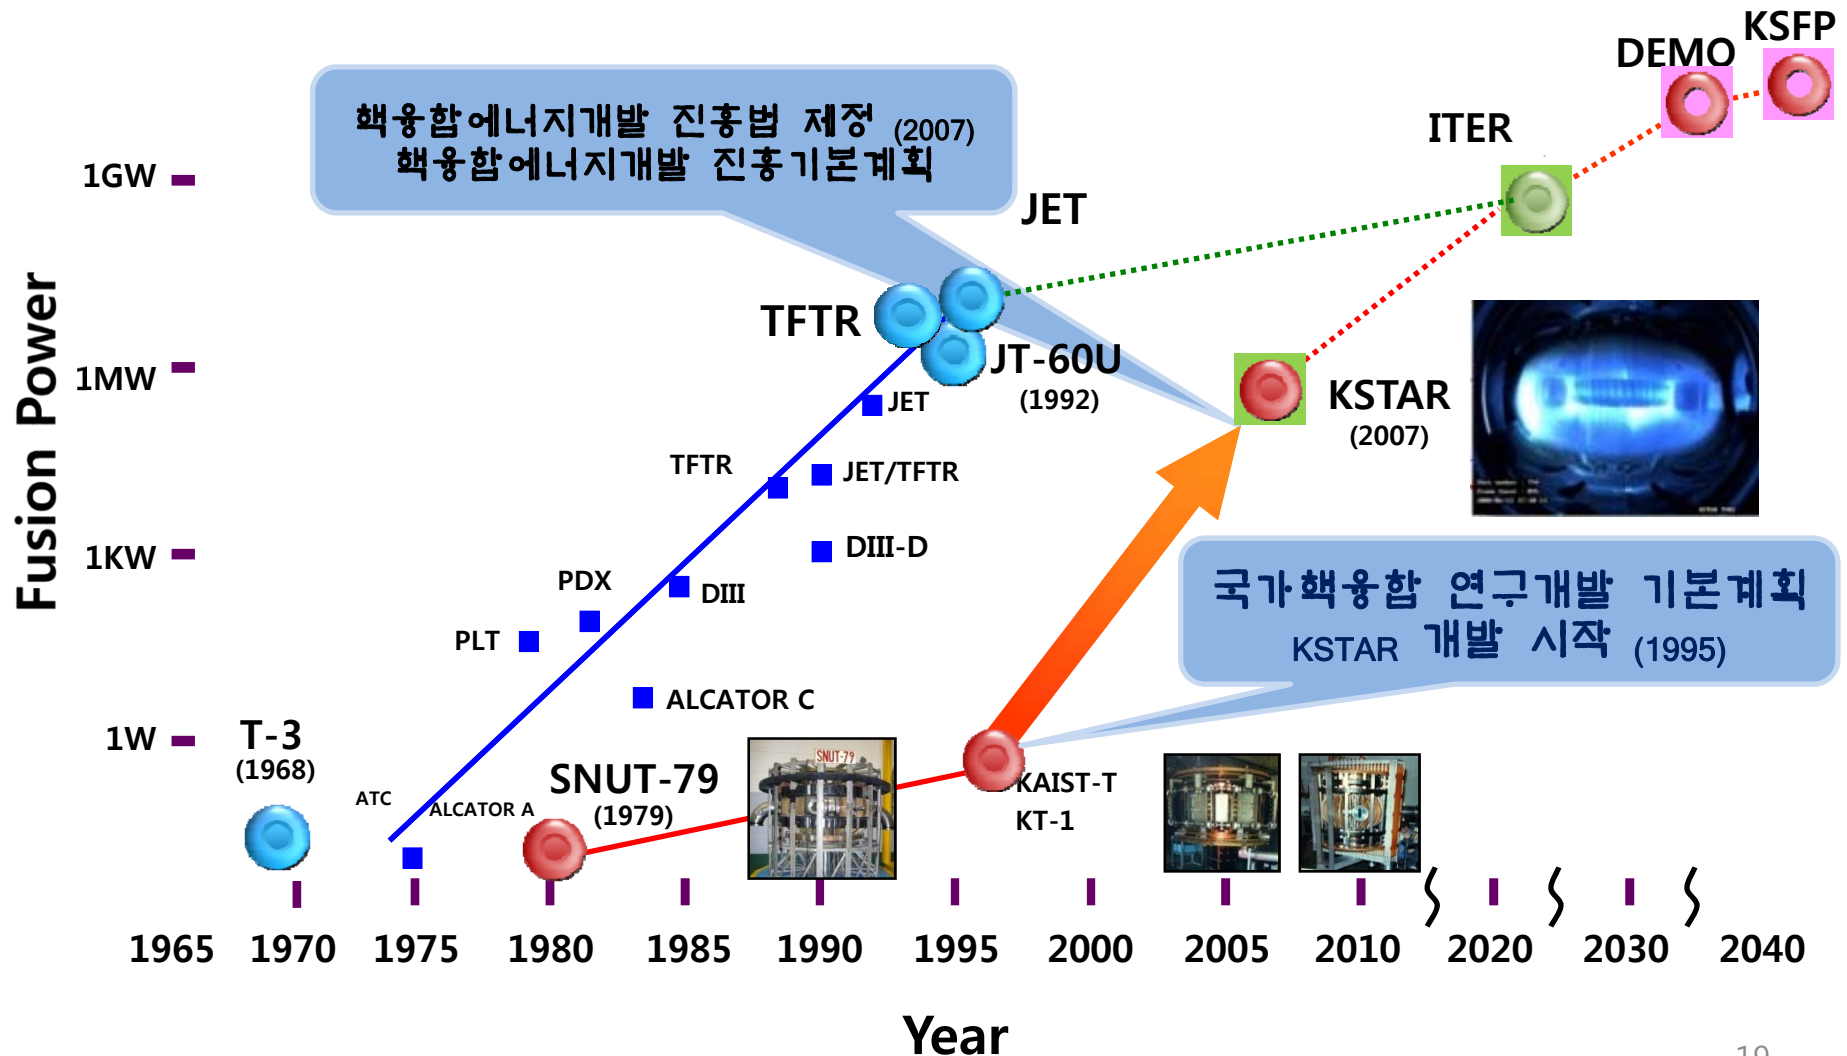 KSFP
DEMO
핵융합에너지개발 진흥법 제정 (2007)
핵융합에너지개발 진흥기본계획
ITER
1GW
JET
TFTR
JT-60U
(1992)
1MW
JET
KSTAR
(2007)
TFTR
JET/TFTR
Fusion Power
1KW
DIII-D
PDX
DIII
국가핵융합 연구개발 기본계획
KSTAR 개발 시작 (1995)
PLT
ALCATOR C
1W
T-3
(1968)
SNUT-79
SNUT-79
(1979)
ATC
ALCATOR A
KAIST-T
KT-1
1965 1970 1975 1980 1985 1990 1995 2000 2005 2010 2020 2030 2040
Year